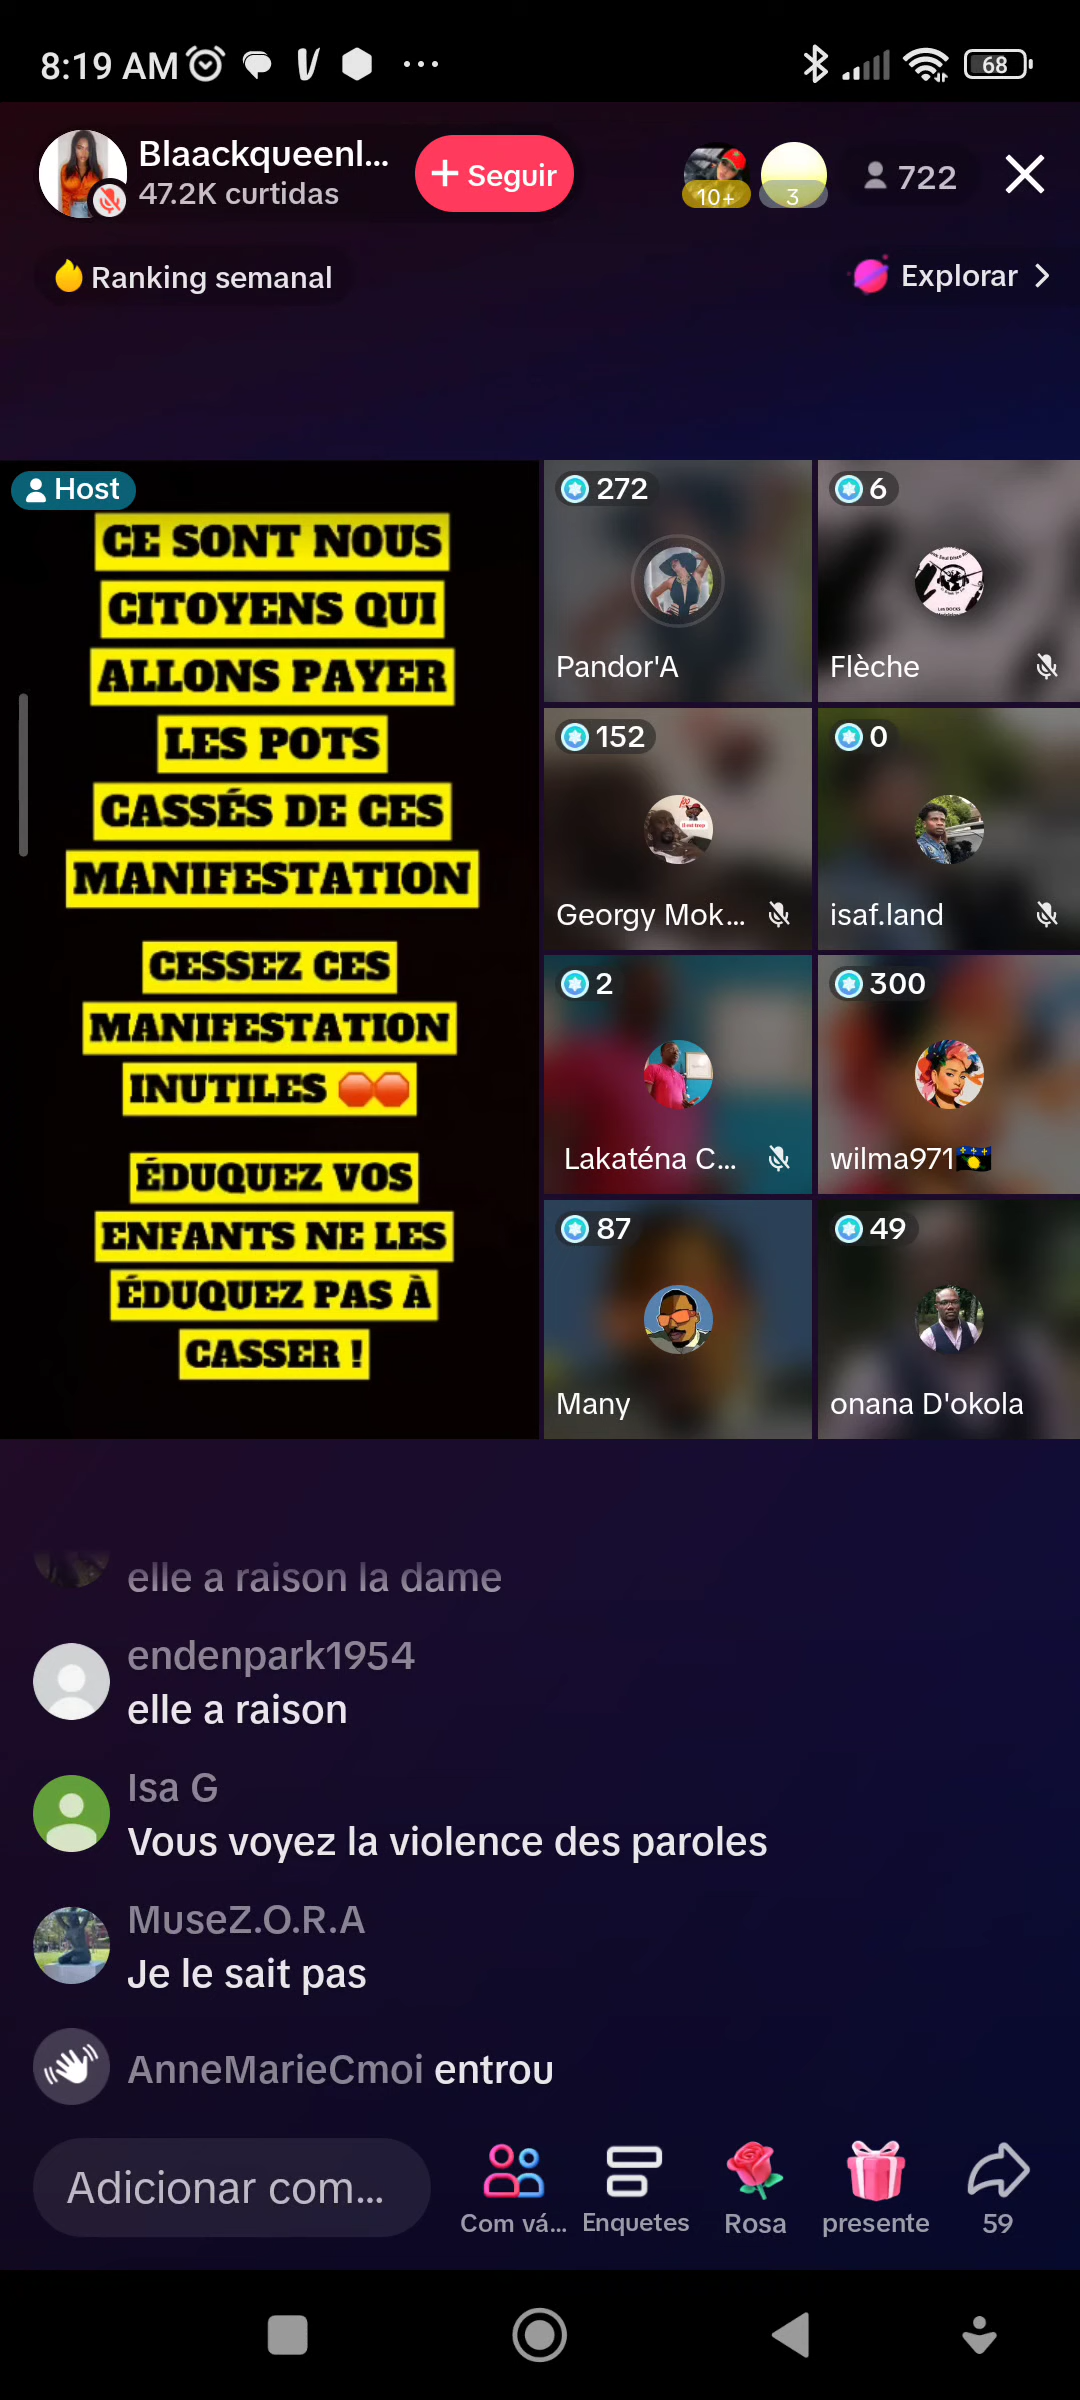 8:19 AM
68
Blaackqueenl...
47.2K curtidas
+ Seguir
10+
3
722
Ranking semanal
Explorar
Host
CE SONT NOUS
CITOYENS QUI
ALLONS PAYER
LES POTS
CASSÉS DE CES
MANIFESTATION
CESSEZ CES
MANIFESTATION
INUTILES 🛑🛑
ÉDUQUEZ VOS
ENFANTS NE LES
ÉDUQUEZ PAS À
CASSER !
272
Pandor'A
6
Flèche
152
Georgy Mok...
0
isaf.land
2
Lakaténa C...
300
wilma971
87
Many
49
onana D'okola
elle a raison la dame
endenpark1954
elle a raison
Isa G
Vous voyez la violence des paroles
MuseZ.O.R.A
Je le sait pas
AnneMarieCmoi entrou
Adicionar com...
Com vá...
Enquetes
Rosa
presente
59